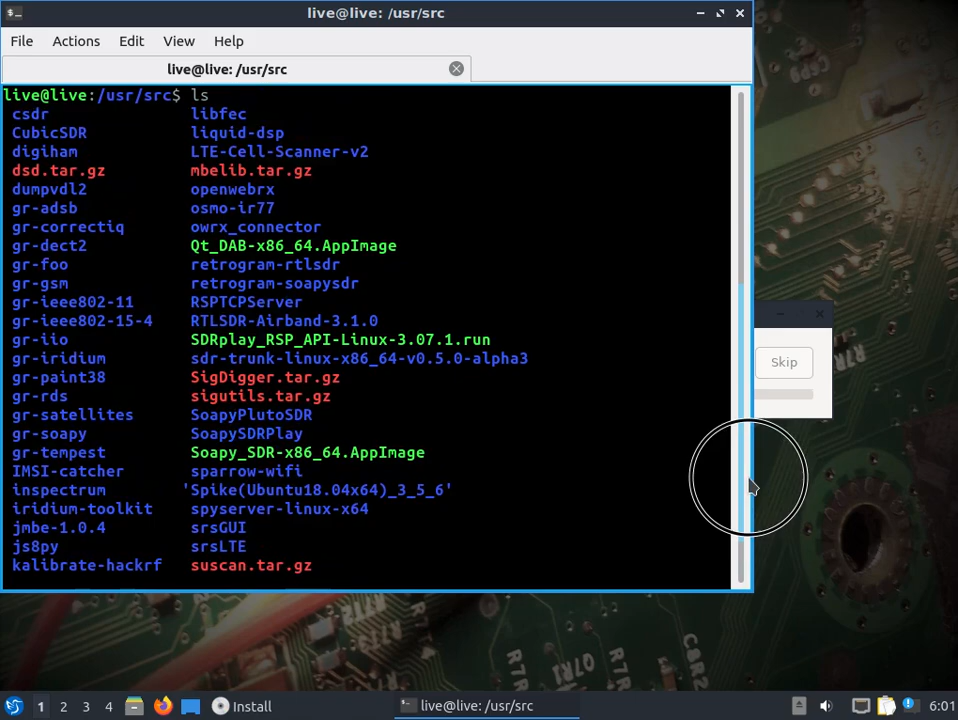 live@live: /usr/src
File Actions Edit View Help
live@live: /usr/src
live@live:/usr/src$ ls
csdr libfec
CubicSDR liquid-dsp
digiham LTE-Cell-Scanner-v2
dsd.tar.gz mbelib.tar.gz
dumpvdl2 openwebrx
gr-adsb osmo-ir77
gr-correctiq owrx_connector
gr-dect2 Qt_DAB-x86_64.AppImage
gr-foo retrogram-rtlsdr
gr-gsm retrogram-soapysdr
gr-ieee802-11 RSPTCPServer
gr-ieee802-15-4 RTLSDR-Airband-3.1.0
gr-iio SDRplay_RSP_API-Linux-3.07.1.run
gr-iridium sdr-trunk-linux-x86_64-v0.5.0-alpha3
gr-paint38 SigDigger.tar.gz
gr-rds sigutils.tar.gz
gr-satellites SoapyPlutoSDR
gr-soapy SoapySDRPlay
gr-tempest Soapy_SDR-x86_64.AppImage
IMSI-catcher sparrow-wifi
inspectrum 'Spike(Ubuntu18.04x64)_3_5_6'
iridium-toolkit spyserver-linux-x64
jmbe-1.0.4 srsGUI
js8py srsLTE
kalibrate-hackrf suscan.tar.gz
Skip
R7R1
C8R2
R7R1
R7R
1 2 3 4 Install live@live: /usr/src 6:01